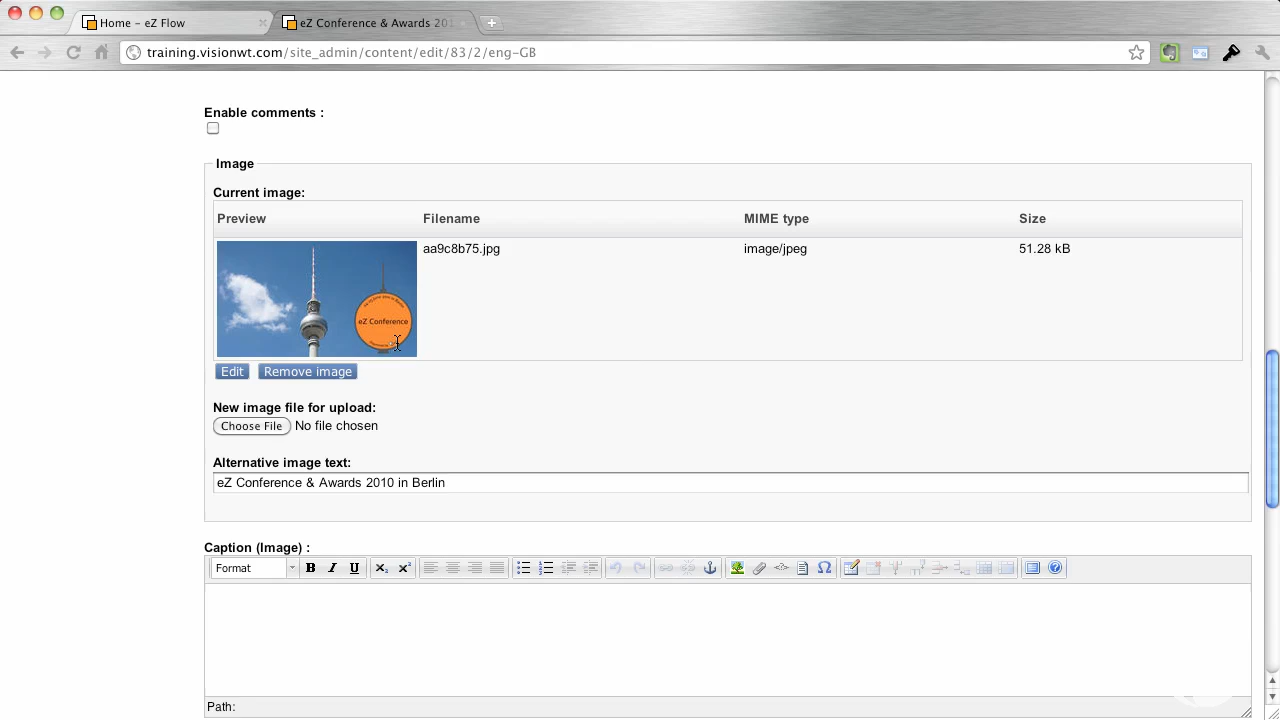 Home – eZ Flow
eZ Conference & Awards 201
training.visionwt.com/site_admin/content/edit/83/2/eng-GB
Enable comments :
Image
Current image:
Preview Filename MIME type Size
aa9c8b75.jpg image/jpeg 51.28 kB
eZ Conference
Edit Remove image
New image file for upload:
Choose File No file chosen
Alternative image text:
eZ Conference & Awards 2010 in Berlin
Caption (Image) :
Format B I U
Path: